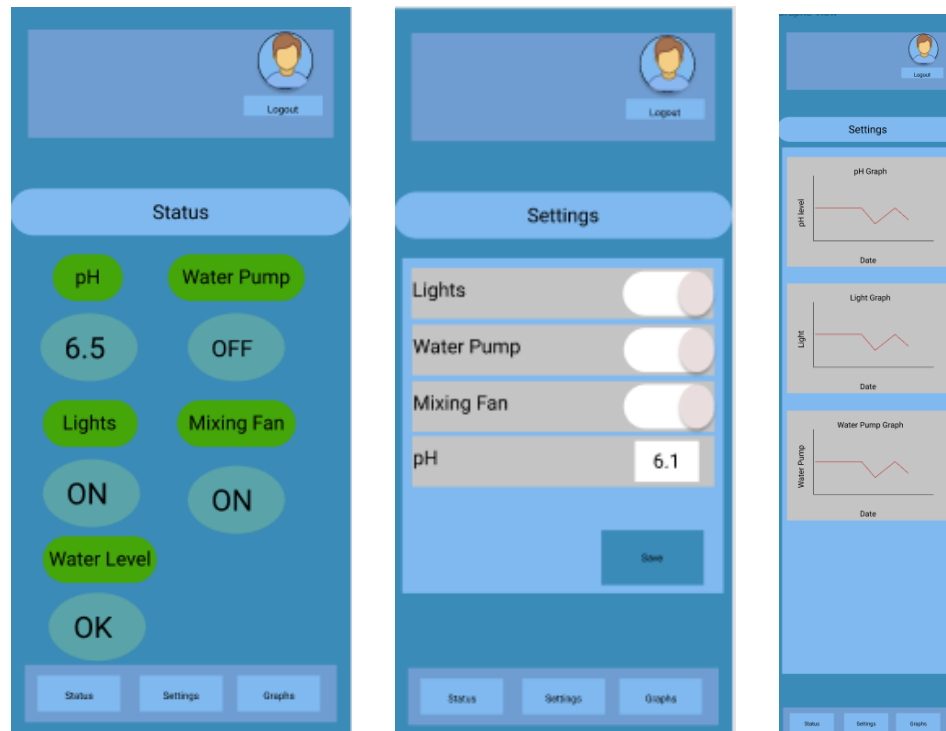 Logout
Status
pH
Water Pump
6.5
OFF
Lights
Mixing Fan
ON
ON
Water Level
OK
Status
Settings
Graphs
Logout
Settings
Lights
Water Pump
Mixing Fan
pH
6.1
Save
Status
Settings
Graphs
Logout
Settings
pH Graph
pH level
Date
Light Graph
Light
Date
Water Pump Graph
Water Pump
Date
Status
Settings
Graphs